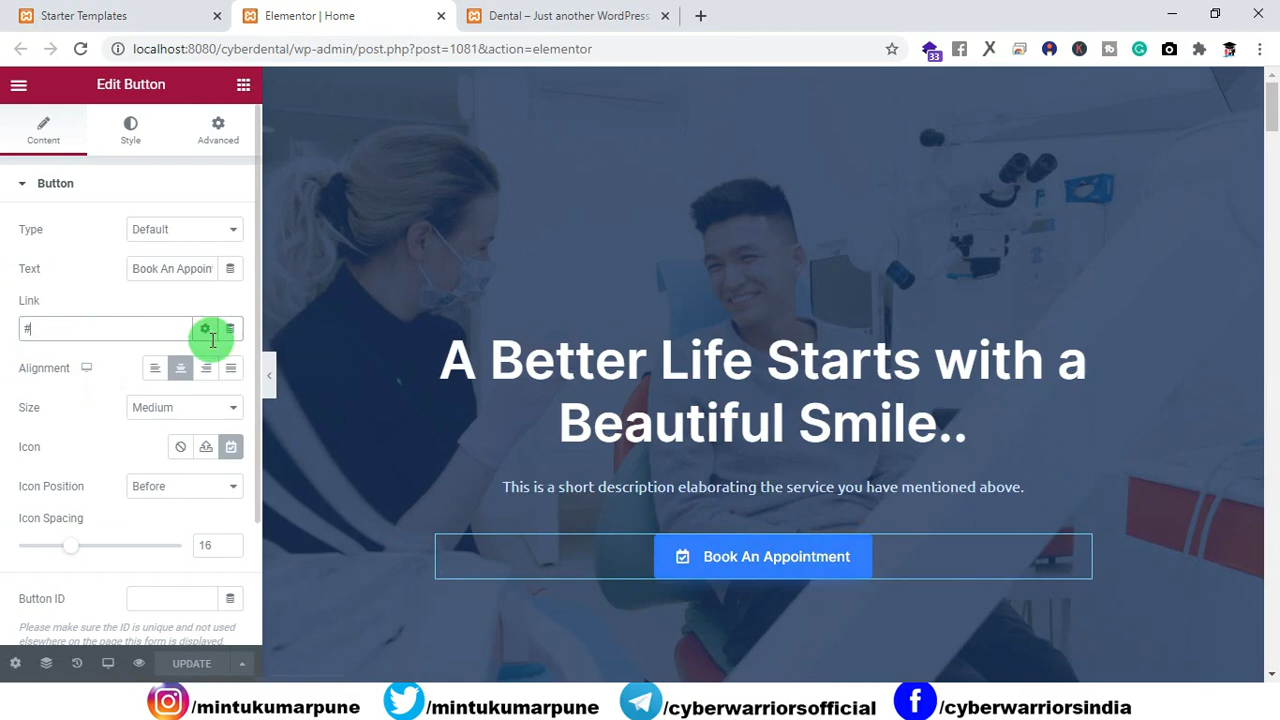 Starter Templates
Elementor | Home
Dental – Just another WordPress
localhost:8080/cyberdental/wp-admin/post.php?post=1081&action=elementor
33
Edit Button
Content
Style
Advanced
Button
Type
Default
Text
Book An Appoin
Link
#
Alignment
Size
Medium
Icon
Icon Position
Before
Icon Spacing
16
Button ID
Please make sure the ID is unique and not used
elsewhere on the page this form is displayed.
UPDATE
A Better Life Starts with a
Beautiful Smile..
This is a short description elaborating the service you have mentioned above.
Book An Appointment
/mintukumarpune
/mintukumarpune
/cyberwarriorsofficial
/cyberwarriorsindia